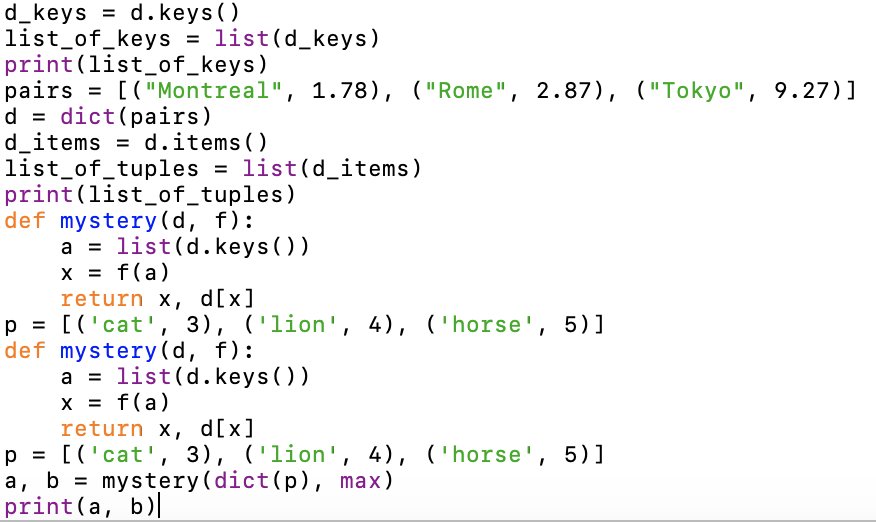 d_keys = d.keys()
list_of_keys = list(d_keys)
print(list_of_keys)
pairs = [("Montreal", 1.78), ("Rome", 2.87), ("Tokyo", 9.27)]
d = dict(pairs)
d_items = d.items()
list_of_tuples = list(d_items)
print(list_of_tuples)
def mystery(d, f):
    a = list(d.keys())
    x = f(a)
    return x, d[x]
p = [('cat', 3), ('lion', 4), ('horse', 5)]
def mystery(d, f):
    a = list(d.keys())
    x = f(a)
    return x, d[x]
p = [('cat', 3), ('lion', 4), ('horse', 5)]
a, b = mystery(dict(p), max)
print(a, b)